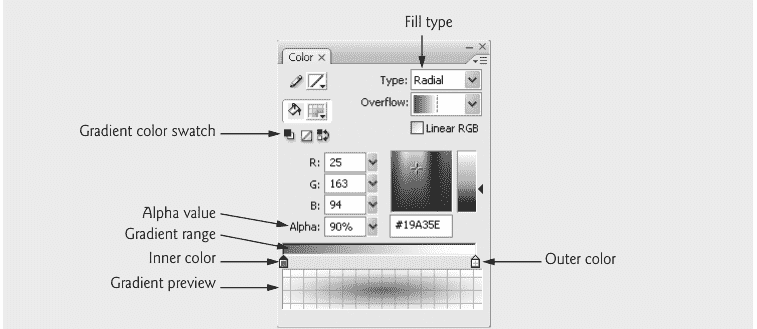 Fill type
Color
Type: Radial
Overflow:
Linear RGB
Gradient color swatch
R: 25
G: 163
B: 94
Alpha value
Alpha: 90%
#19A35E
Gradient range
Inner color
Outer color
Gradient preview